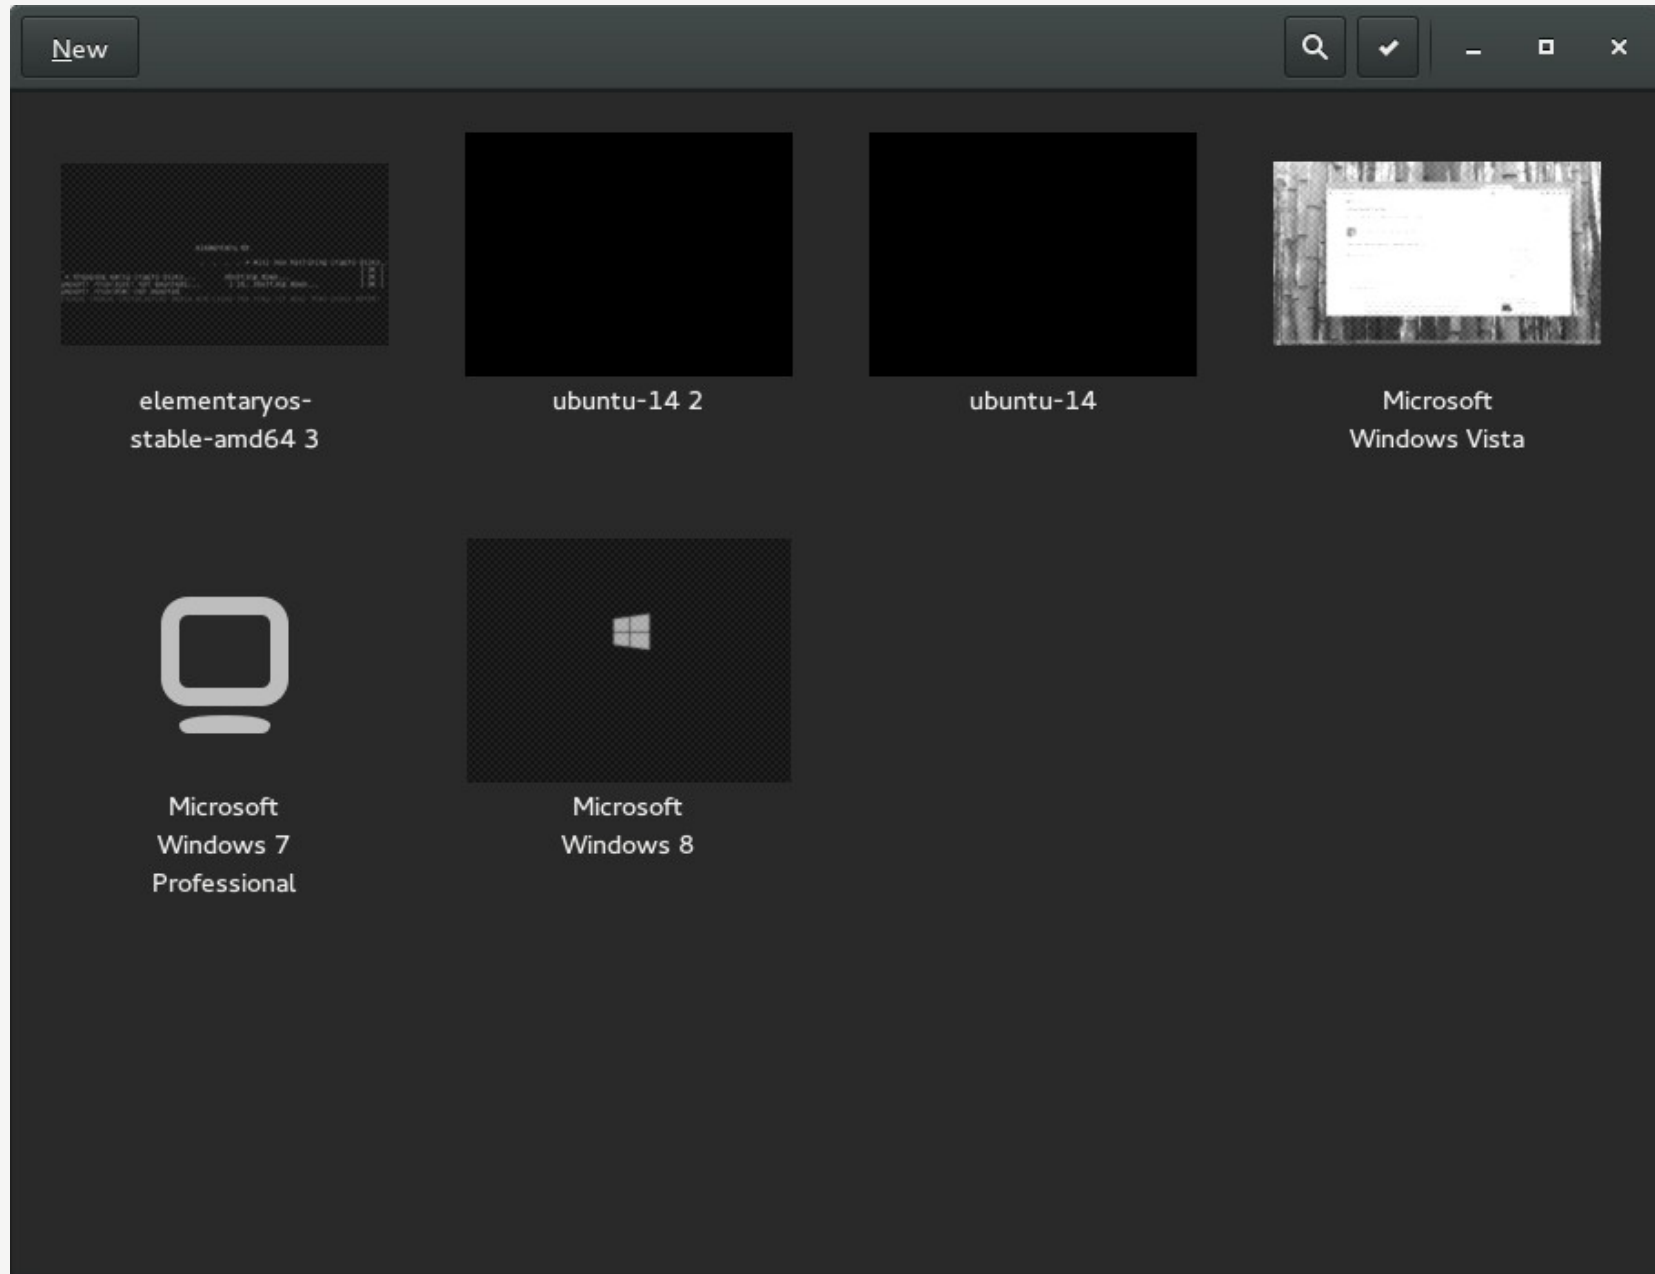 New
elementaryos-
stable-amd64 3
ubuntu-14 2
ubuntu-14
Microsoft
Windows Vista
Microsoft
Windows 7
Professional
Microsoft
Windows 8